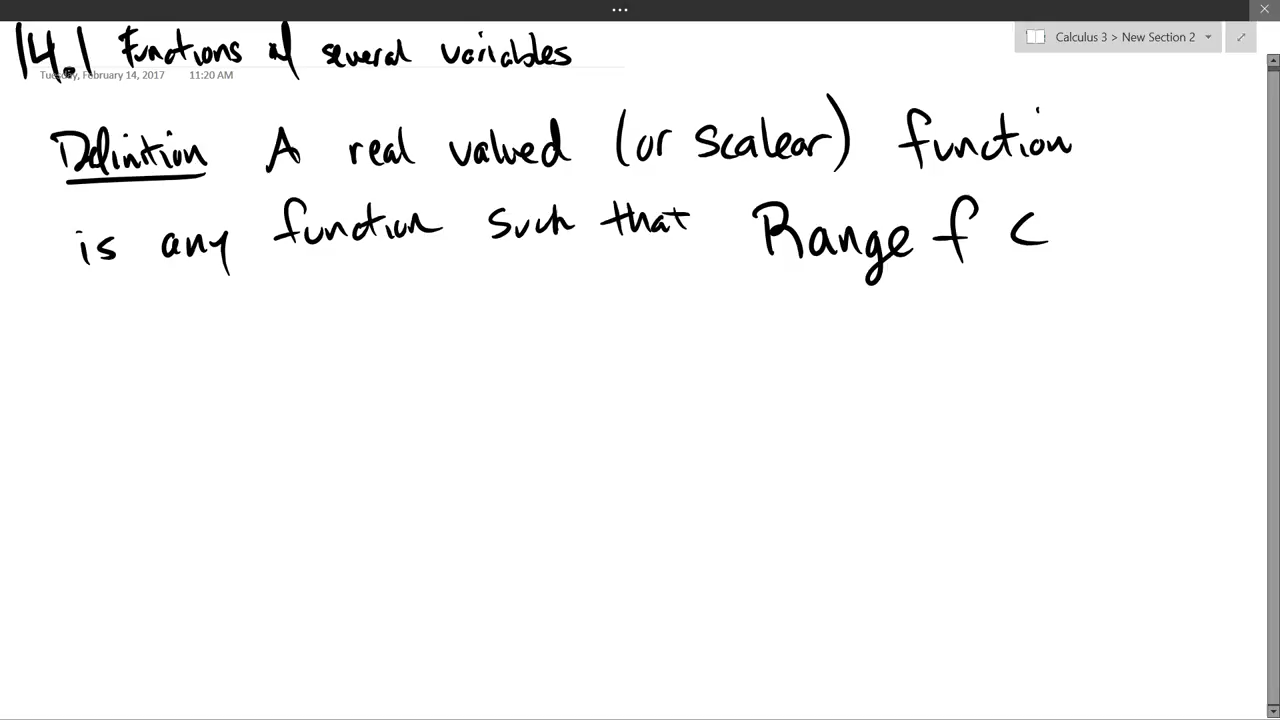 ...
Calculus 3 > New Section 2
14.1 Functions of several variables
Tuesday, February 14, 2017 11:20 AM
Definition A real valued (or scalear) function
is any function such that Range f ⊂